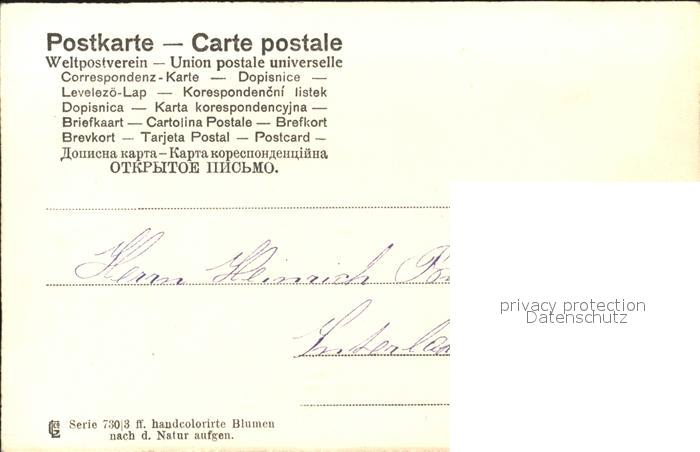 Postkarte — Carte postale
Weltpostverein — Union postale universelle
Correspondenz-Karte — Dopisnice —
Levelező-Lap — Korespondenční listek
Dopisnica — Karta korespondencyjna —
Briefkaart — Cartolina Postale — Brefkort
Brevkort — Tarjeta Postal — Postcard —
Дописна карта — Карта кореспонденційна
ОТКРЫТОЕ ПИСЬМО.
Herrn Heinrich
privacy protection
Datenschutz
Serie 730|3 ff. handcolorirte Blumen
nach d. Natur aufgen.